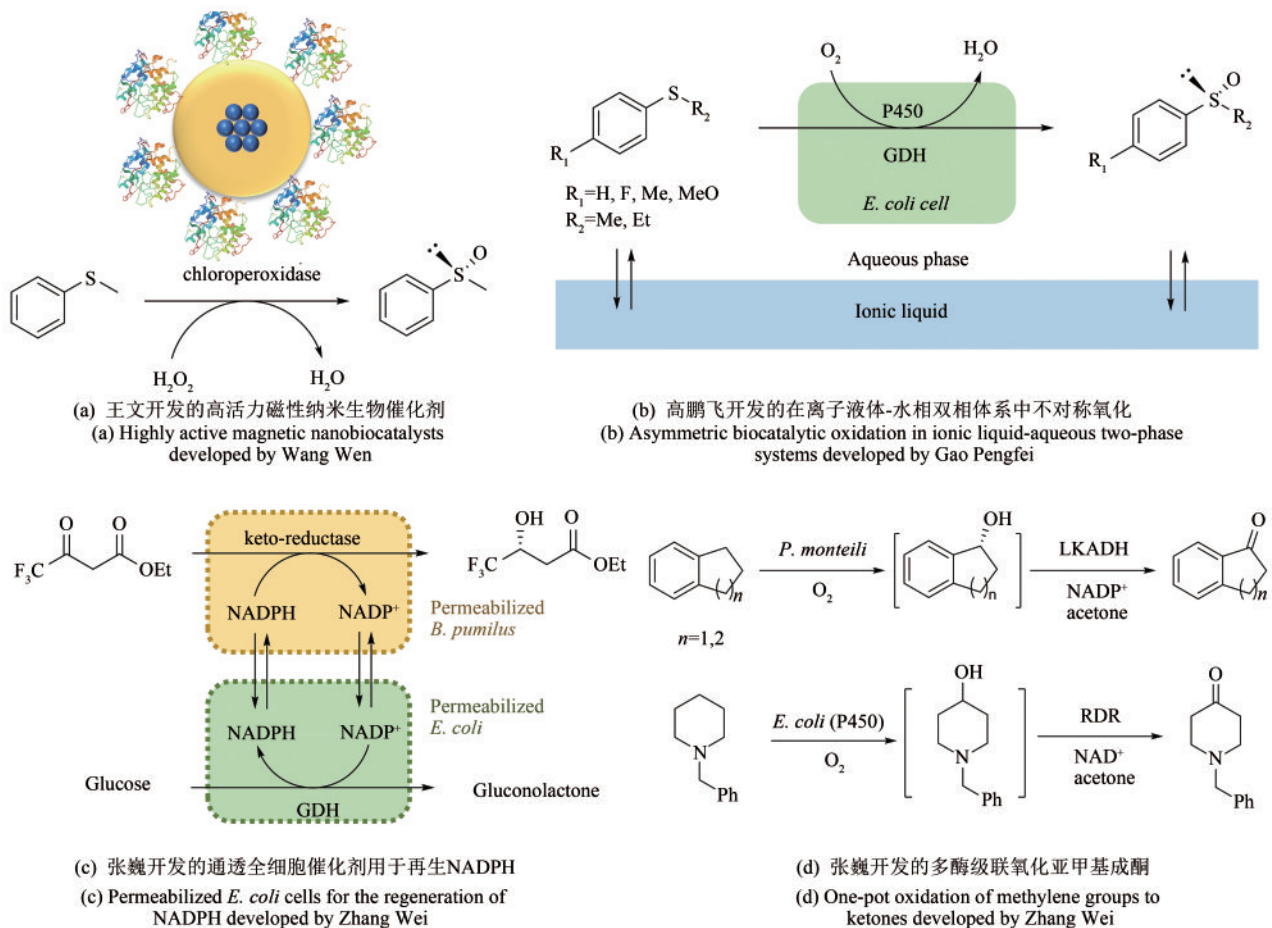 S
chloroperoxidase
S
O
H₂O₂
H₂O
(a) 王文开发的高活力磁性纳米生物催化剂
(a) Highly active magnetic nanobiocatalysts
developed by Wang Wen
O₂
H₂O
S
R₂
R₁
P450
GDH
E. coli cell
S
O
R₂
R₁
R₁=H, F, Me, MeO
R₂=Me, Et
Aqueous phase
Ionic liquid
(b) 高鹏飞开发的在离子液体-水相双相体系中不对称氧化
(b) Asymmetric biocatalytic oxidation in ionic liquid-aqueous two-phase
systems developed by Gao Pengfei
O
O
F₃C
OEt
keto-reductase
NADPH
NADP⁺
OH
O
F₃C
OEt
Permeabilized
B. pumilus
NADPH
NADP⁺
Permeabilized
E. coli
Glucose
GDH
Gluconolactone
(c) 张巍开发的通透全细胞催化剂用于再生NADPH
(c) Permeabilized E. coli cells for the regeneration of
NADPH developed by Zhang Wei
( )n
P. monteili
O₂
OH
( )n
LKADH
NADP⁺
acetone
O
( )n
n=1,2
N
Ph
E. coli (P450)
O₂
OH
N
Ph
RDR
NAD⁺
acetone
O
N
Ph
(d) 张巍开发的多酶级联氧化亚甲基成酮
(d) One-pot oxidation of methylene groups to
ketones developed by Zhang Wei